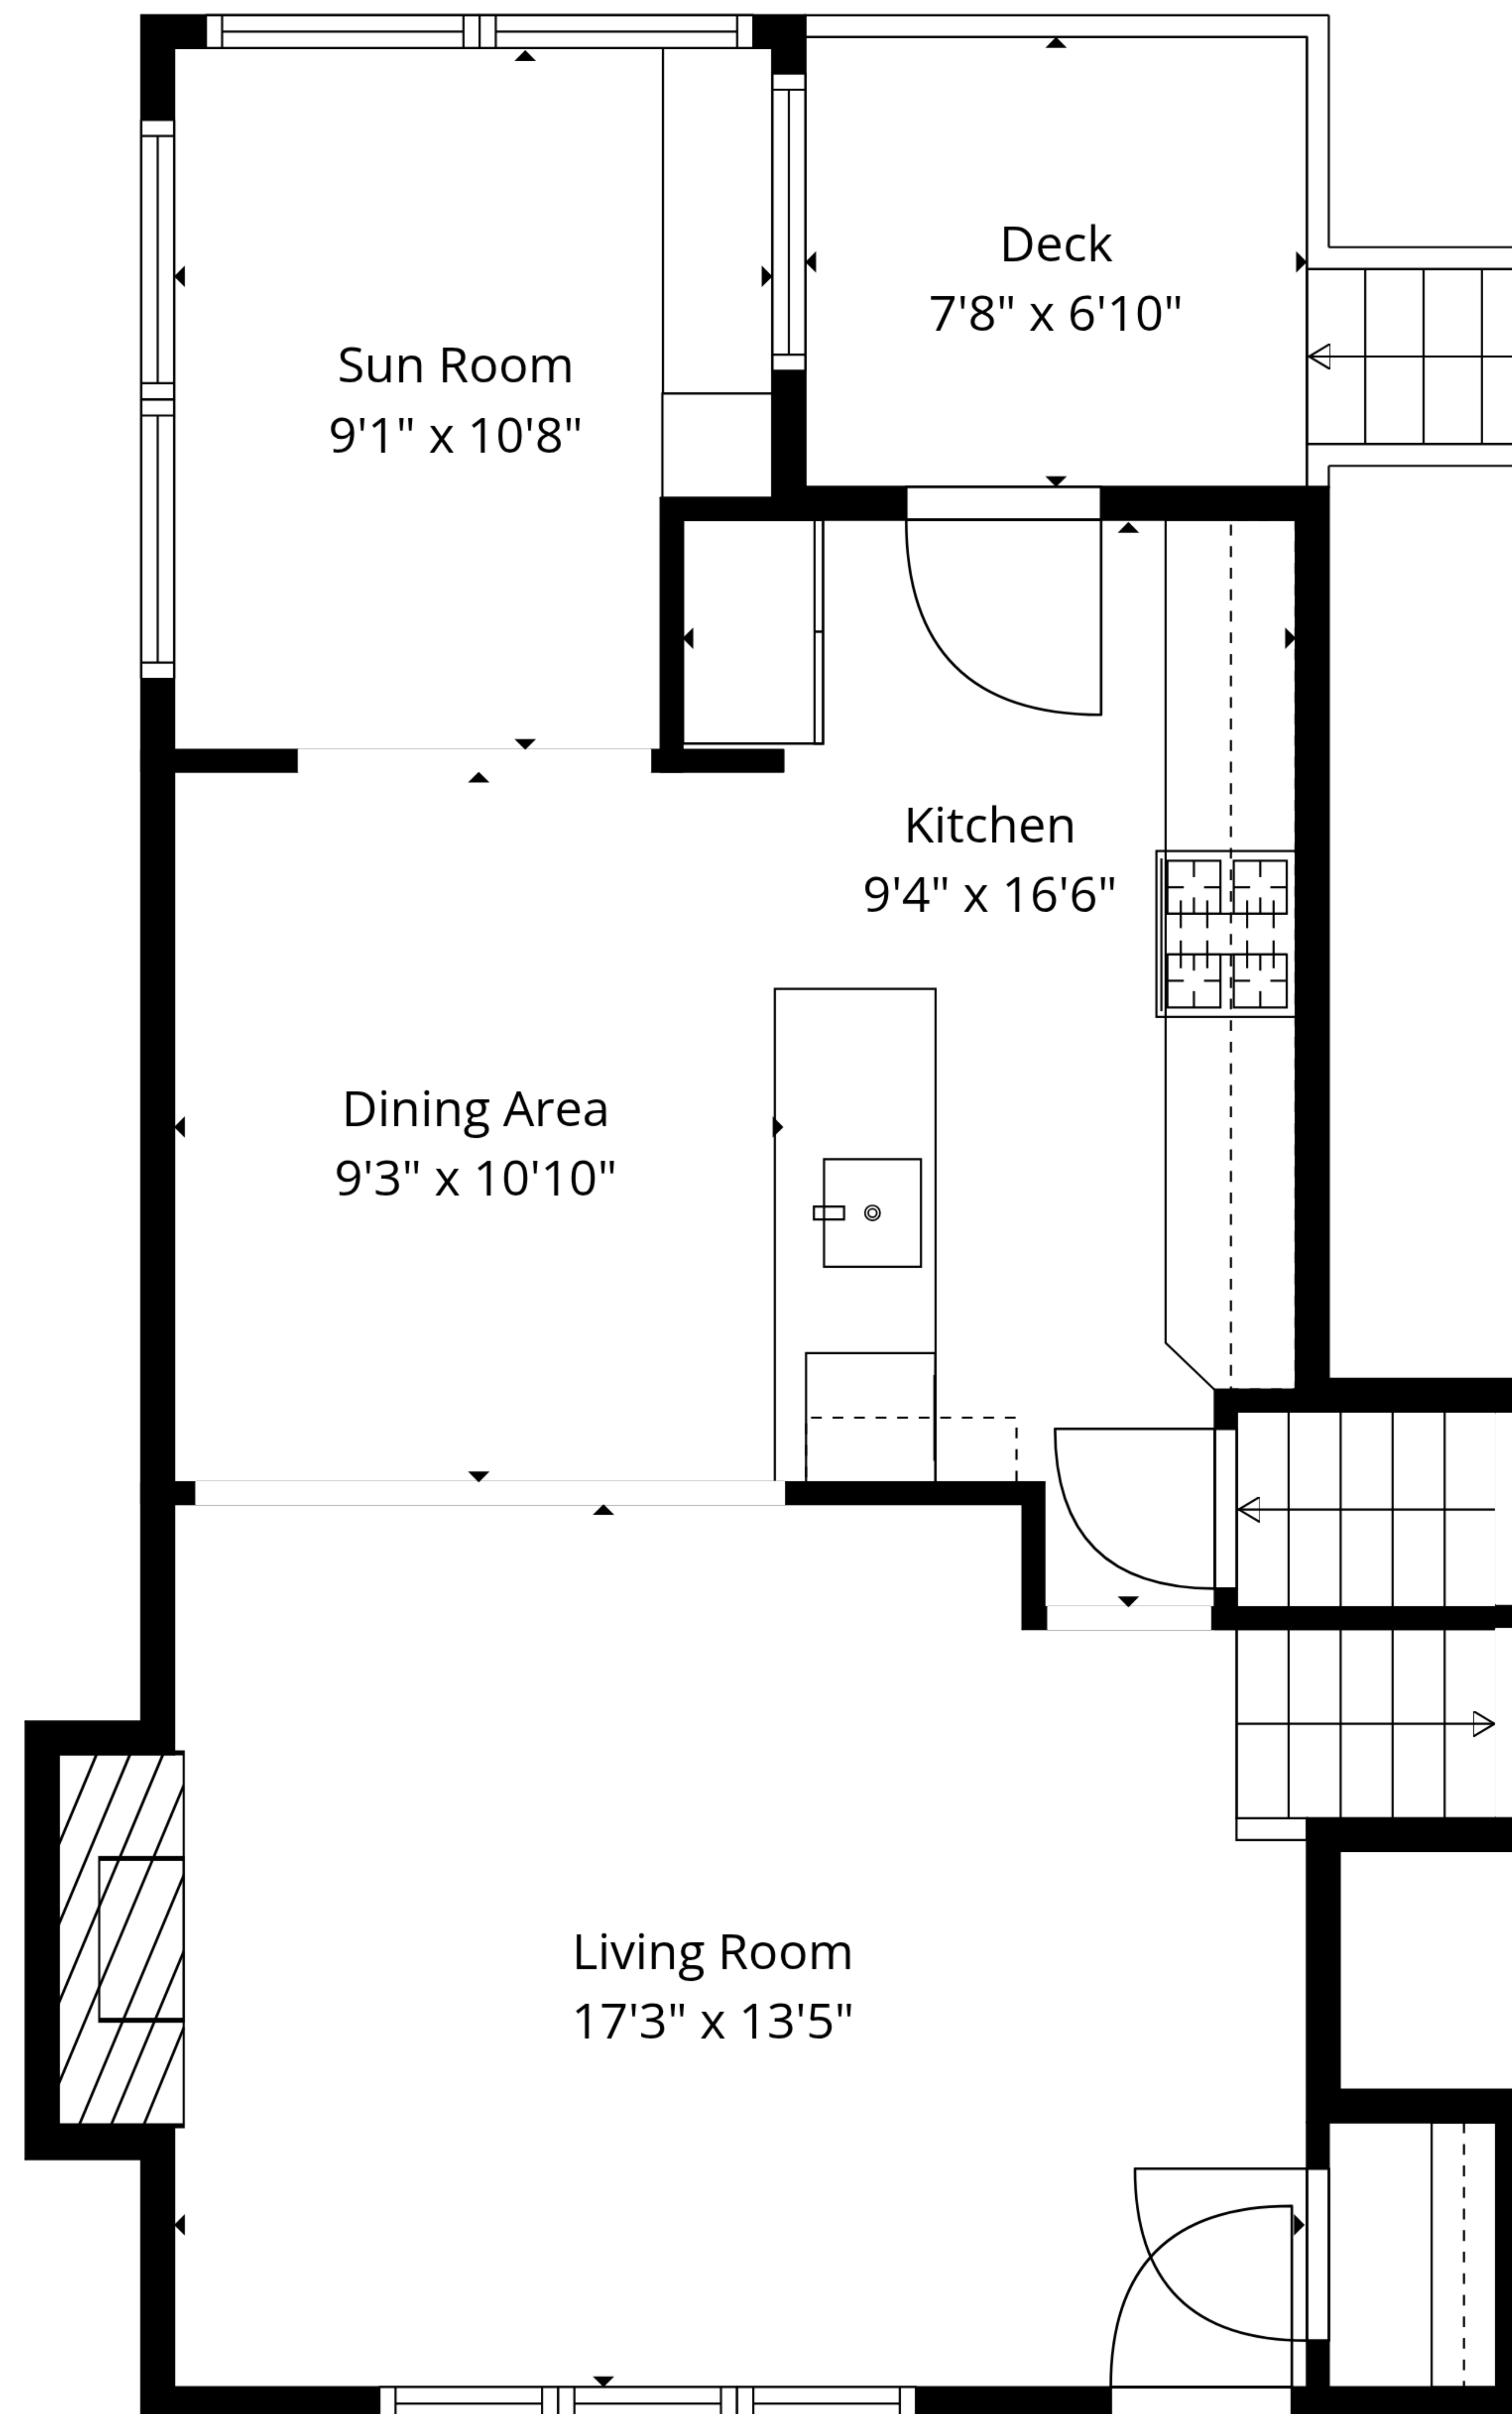 Deck
7'8" x 6'10"
Sun Room
9'1" x 10'8"
Kitchen
9'4" x 16'6"
Dining Area
9'3" x 10'10"
Living Room
17'3" x 13'5"